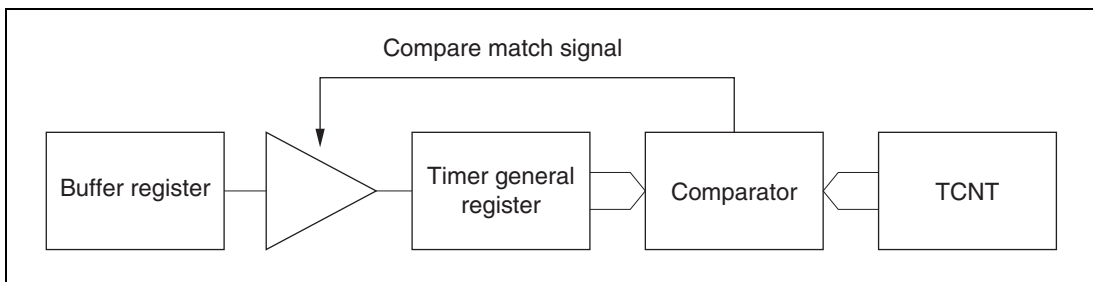 Compare match signal
Buffer register
Timer general
register
Comparator
TCNT